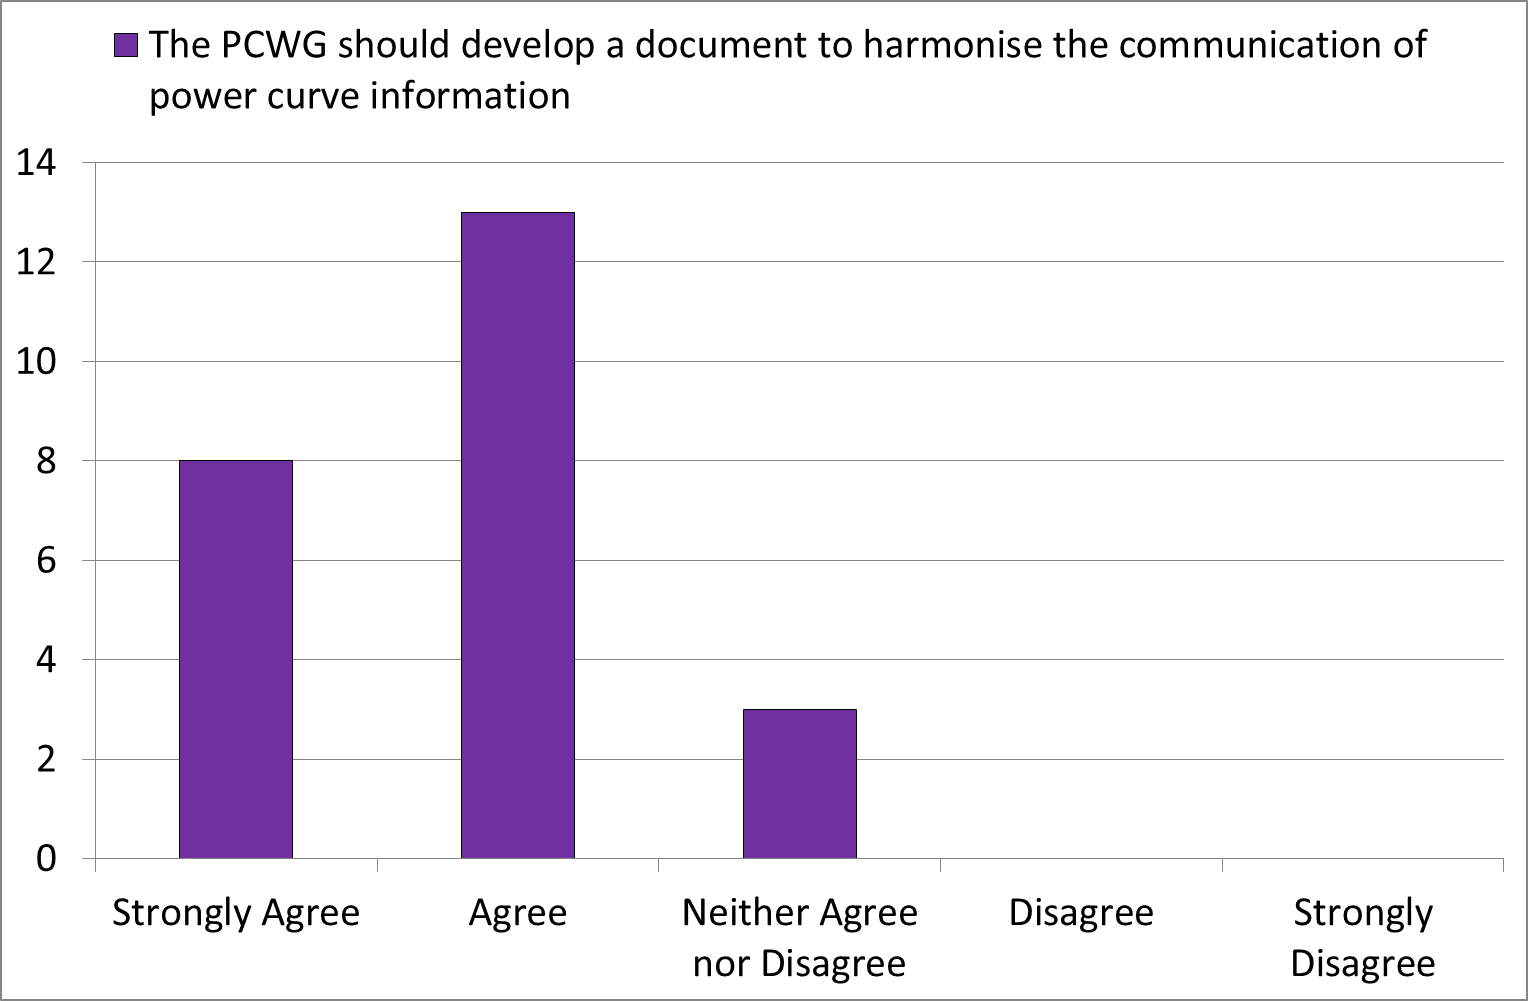 The PCWG should develop a document to harmonise the communication of
power curve information
14
12
10
8
6
4
2
0
Strongly Agree
Agree
Neither Agree
nor Disagree
Disagree
Strongly
Disagree